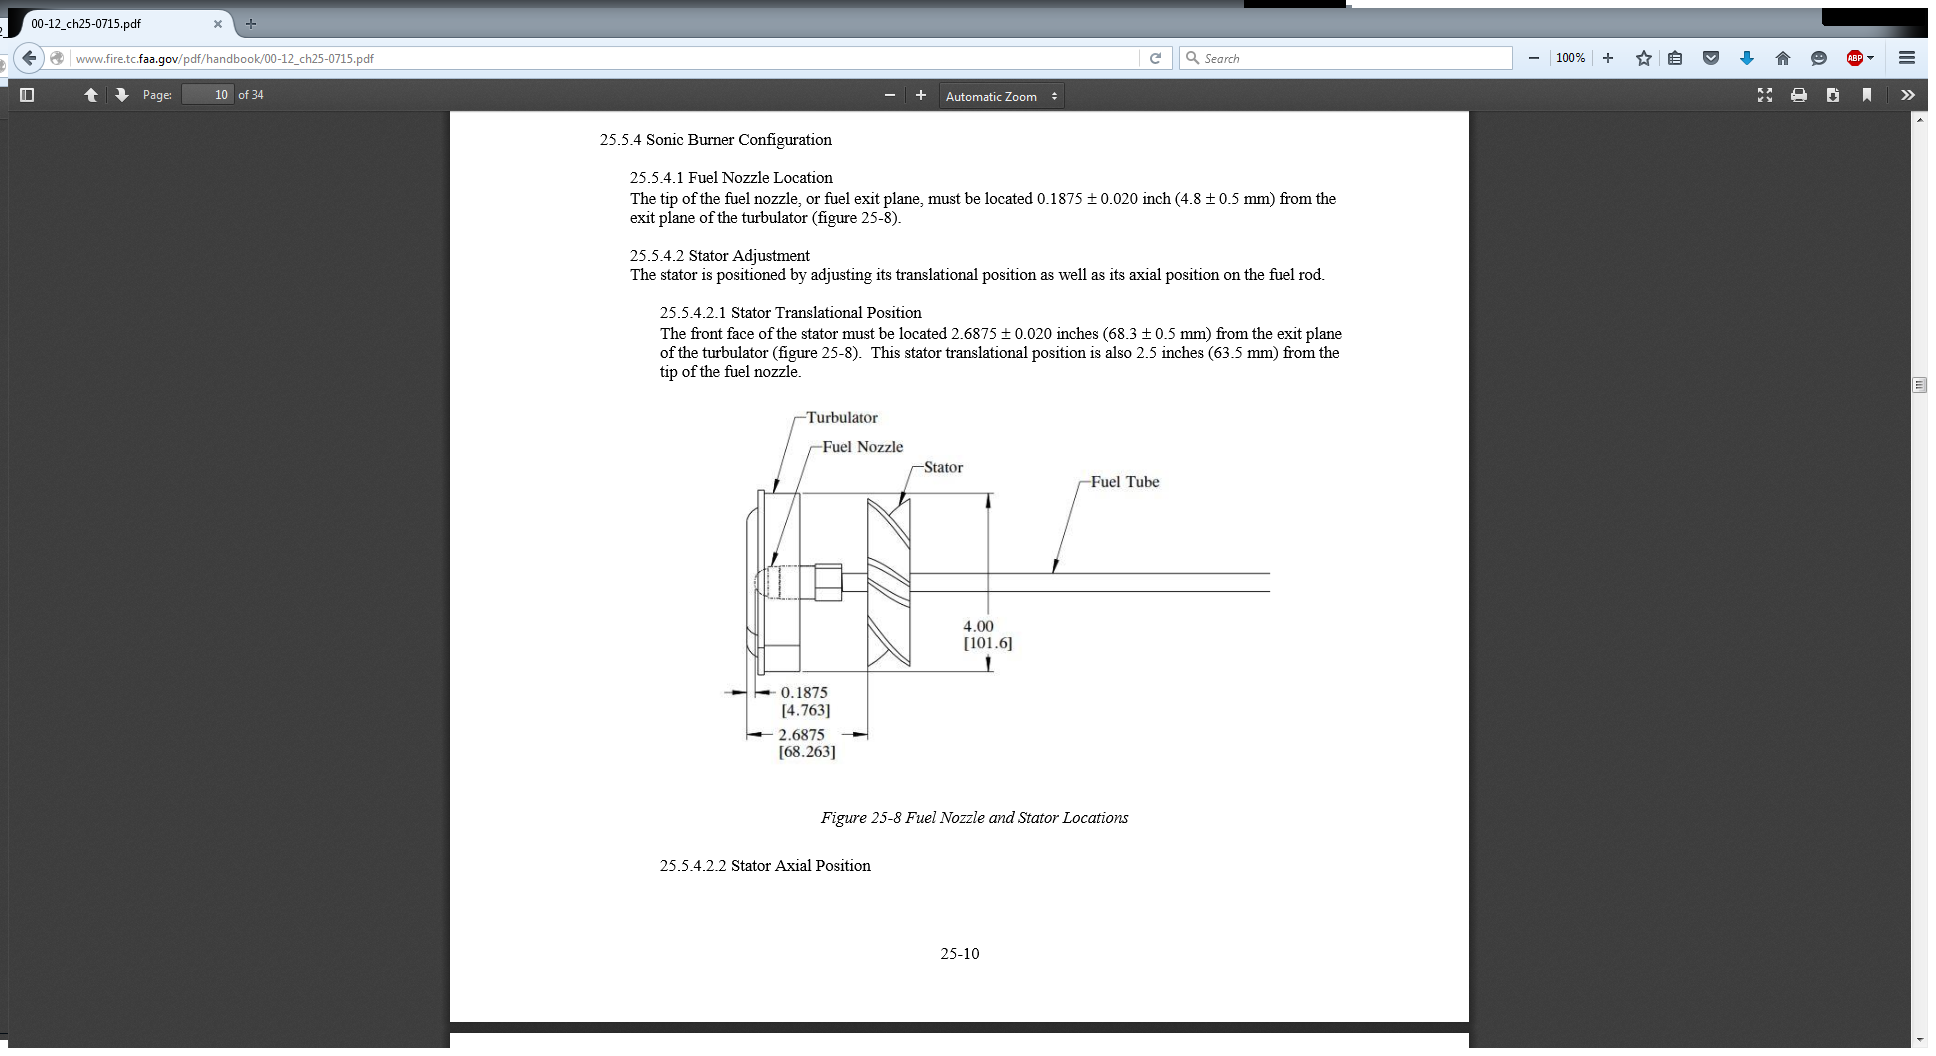 00-12_ch25-0715.pdf
www.fire.tc.faa.gov/pdf/handbook/00-12_ch25-0715.pdf
Search
100%
ABP
Page: 10 of 34
Automatic Zoom
25.5.4 Sonic Burner Configuration
25.5.4.1 Fuel Nozzle Location
The tip of the fuel nozzle, or fuel exit plane, must be located 0.1875 ± 0.020 inch (4.8 ± 0.5 mm) from the
exit plane of the turbulator (figure 25-8).
25.5.4.2 Stator Adjustment
The stator is positioned by adjusting its translational position as well as its axial position on the fuel rod.
25.5.4.2.1 Stator Translational Position
The front face of the stator must be located 2.6875 ± 0.020 inches (68.3 ± 0.5 mm) from the exit plane
of the turbulator (figure 25-8).  This stator translational position is also 2.5 inches (63.5 mm) from the
tip of the fuel nozzle.
Turbulator
Fuel Nozzle
Stator
Fuel Tube
4.00
[101.6]
0.1875
[4.763]
2.6875
[68.263]
Figure 25-8 Fuel Nozzle and Stator Locations
25.5.4.2.2 Stator Axial Position
25-10